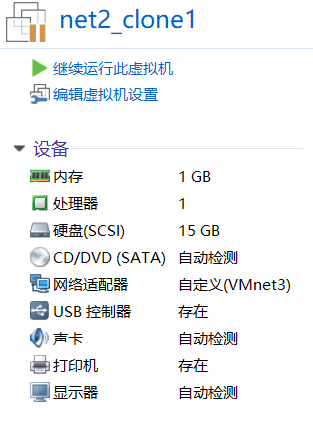 net2_clone1
继续运行此虚拟机
编辑虚拟机设置
设备
内存 1 GB
处理器 1
硬盘(SCSI) 15 GB
CD/DVD (SATA) 自动检测
网络适配器 自定义(VMnet3)
USB 控制器 存在
声卡 自动检测
打印机 存在
显示器 自动检测